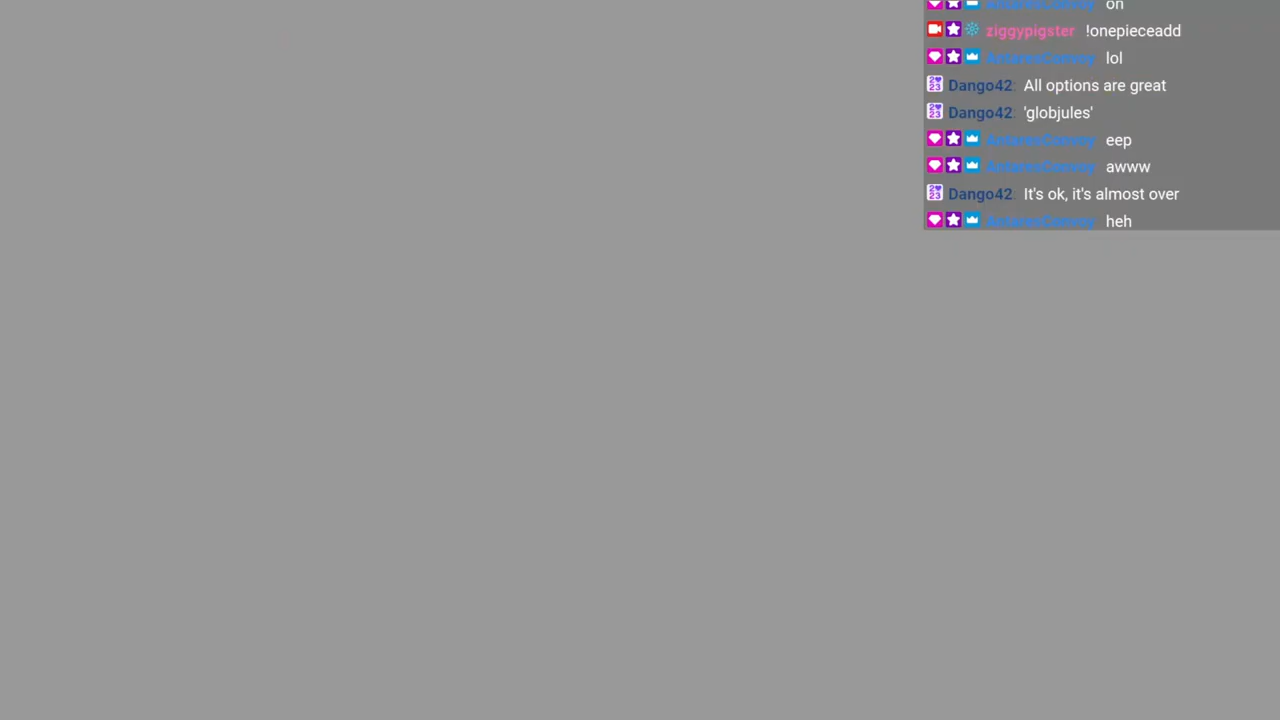 on
ziggypigster !onepieceadd
lol
Dango42: All options are great
Dango42: 'globjules'
eep
awww
Dango42: It's ok, it's almost over
heh